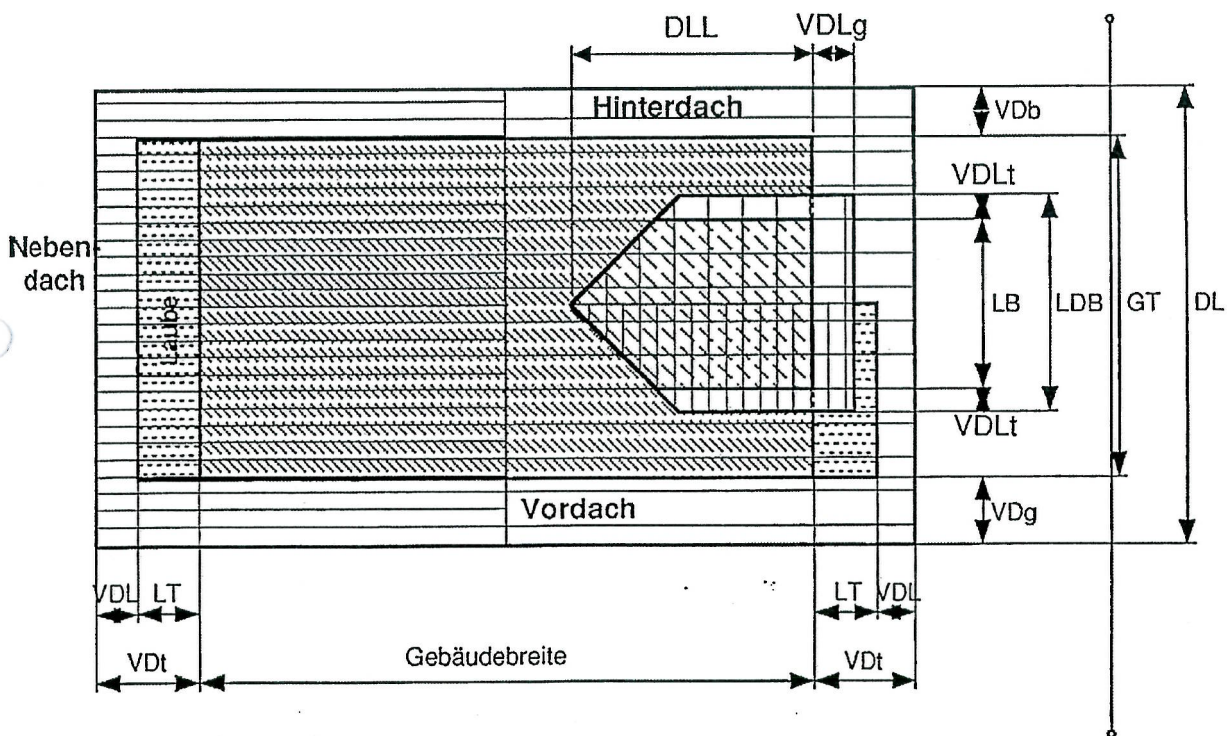 DLL
VDLg
Hinterdach
VDb
VDLt
Neben-
dach
Laube
LB
LDB
GT
DL
VDLt
Vordach
VDg
VDL
LT
LT
VDL
VDt
Gebäudebreite
VDt